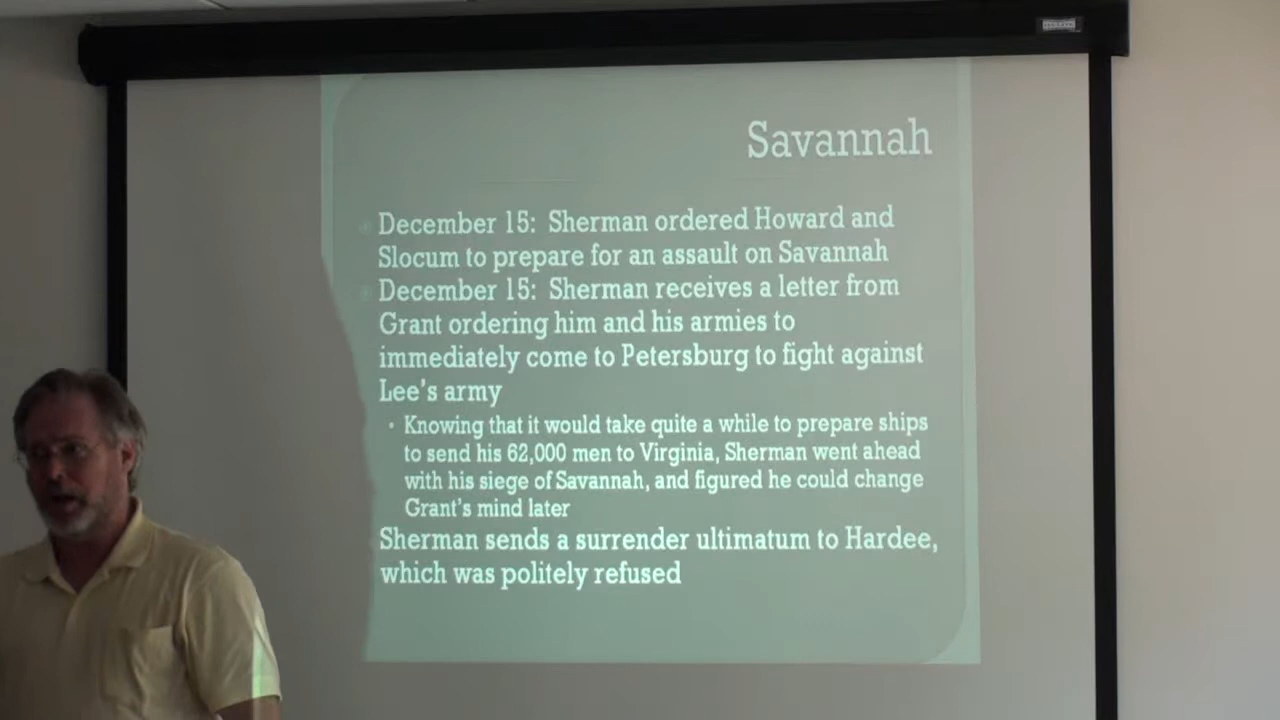 Savannah
December 15: Sherman ordered Howard and
Slocum to prepare for an assault on Savannah
December 15: Sherman receives a letter from
Grant ordering him and his armies to
immediately come to Petersburg to fight against
Lee's army
• Knowing that it would take quite a while to prepare ships
to send his 62,000 men to Virginia, Sherman went ahead
with his siege of Savannah, and figured he could change
Grant's mind later
Sherman sends a surrender ultimatum to Hardee,
which was politely refused